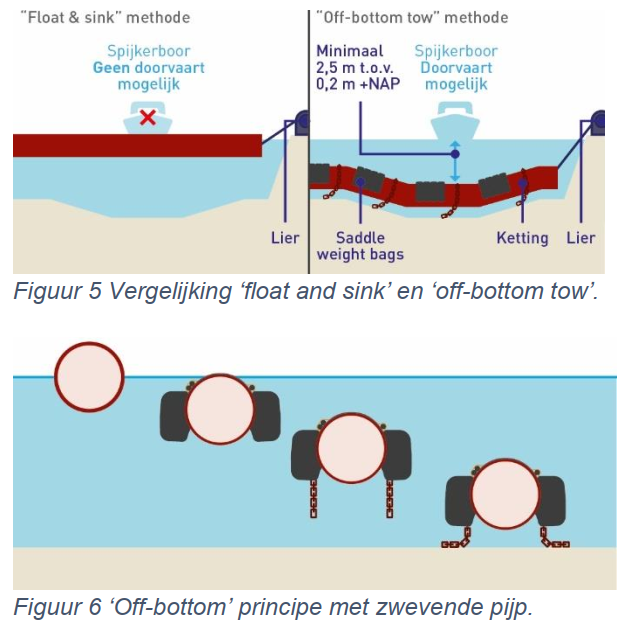 "Float & sink" methode
Spijkerboor
Geen doorvaart
mogelijk
Lier
"Off-bottom tow" methode
Minimaal
2,5 m t.o.v.
0,2 m +NAP
Spijkerboor
Doorvaart
mogelijk
Saddle
weight bags
Ketting
Lier
Figuur 5 Vergelijking ‘float and sink’ en ‘off-bottom tow’.
Figuur 6 ‘Off-bottom’ principe met zwevende pijp.